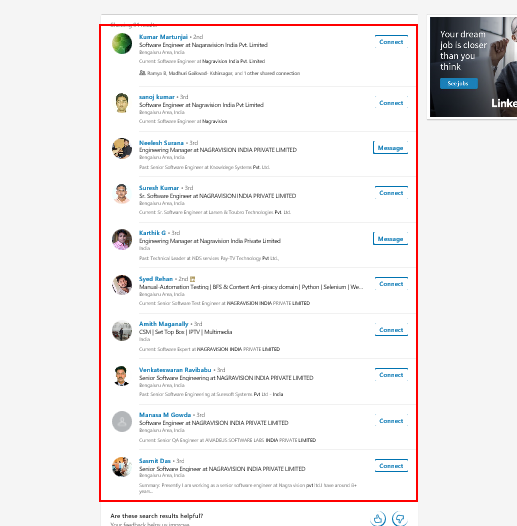 Showing 81 results
Kumar Martunjai • 2nd
Software Engineer at Nagaravision India Pvt. Limited
Bengaluru Area, India
Current: Software Engineer at Nagravision India Pvt Limited
Ramya B, Madhuri Gaikwad- Kshirsagar, and 1 other shared connection
Connect
sanoj kumar • 3rd
Software Engineer at Nagravision India Pvt Limited
Bengaluru Area, India
Current: Software Engineer at Nagravision
Connect
Neelesh Surana • 3rd
Engineering Manager at NAGRAVISION INDIA PRIVATE LIMITED
Bengaluru Area, India
Past: Senior Software Engineer at Knowledge Systems Pvt. Ltd.
Message
Suresh Kumar • 3rd
Sr. Software Engineer at NAGRAVISION INDIA PRIVATE LIMITED
Bengaluru Area, India
Current: Sr. Software Engineer at Larsen & Toubro Technologies Pvt. Ltd.
Connect
Karthik G • 3rd
Engineering Manager at Nagravision India Private Limited
India
Past: Technical Leader at NDS services Pay-TV Technology Pvt Ltd.,
Message
Syed Rehan • 2nd
Manual-Automation Testing | BFS & Content Anti-piracy domain | Python | Selenium | We...
Bengaluru Area, India
Current: Senior Software Test Engineer at NAGRAVISION INDIA PRIVATE LIMITED
Connect
Amith Maganally • 3rd
CSM | Set Top Box | IPTV | Multimedia
Bengaluru Area, India
Current: Software Expert at NAGRAVISION INDIA PRIVATE LIMITED
Connect
Venkateswaran Ravibabu • 3rd
Senior Software Engineering at NAGRAVISION INDIA PRIVATE LIMITED
Bengaluru Area, India
Past: Senior Software Engineering at Sunsoft Systems Pvt Ltd - India
Connect
Manasa M Gowda • 3rd
Software Engineer at NAGRAVISION INDIA PRIVATE LIMITED
Bengaluru Area, India
Current: Senior QA Engineer at AMADEUS SOFTWARE LABS INDIA PRIVATE LIMITED
Connect
Sasmit Das • 3rd
Senior Software Engineer at NAGRAVISION INDIA PRIVATE LIMITED
Bengaluru Area, India
Summary: Presently I am working as a senior software engineer at Nagravision pvt ltd.I have around 6+
years...
Connect
Are these search results helpful?
Your feedback helps us improve
Your dream
job is closer
than you
think
See jobs
Linke